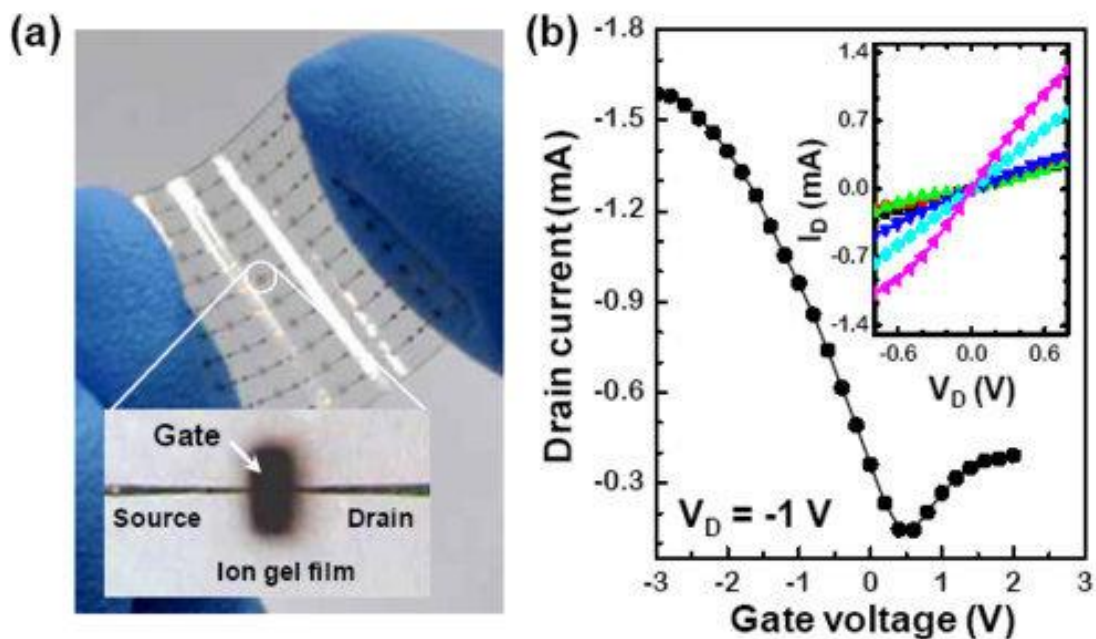 (a)
Gate
Source
Drain
Ion gel film
(b)
Drain current (mA)
-1.8
-1.5
-1.2
-0.9
-0.6
-0.3
-3 -2 -1 0 1 2 3
Gate voltage (V)
V_D = -1 V
I_D (mA)
1.4
0.7
0.0
-0.7
-1.4
-0.6 0.0 0.6
V_D (V)